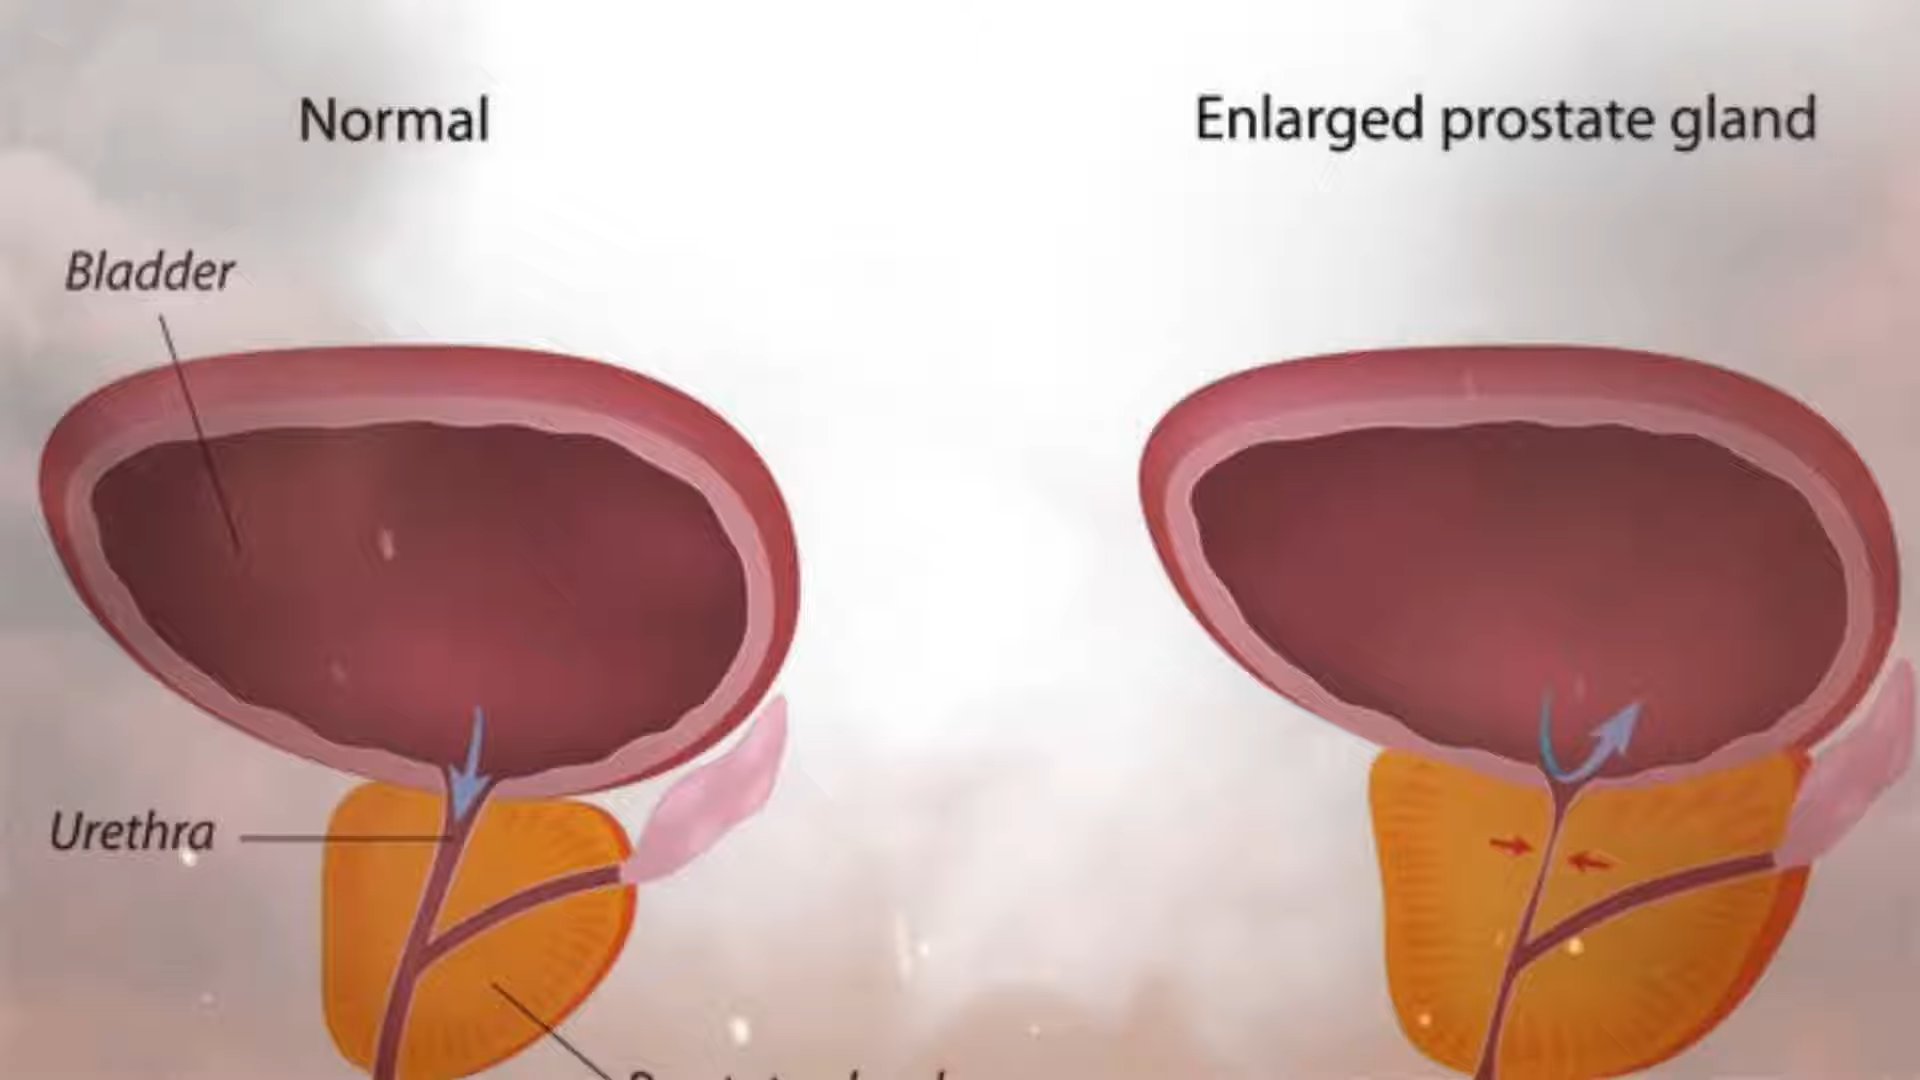 Normal
Enlarged prostate gland
Bladder
Urethra